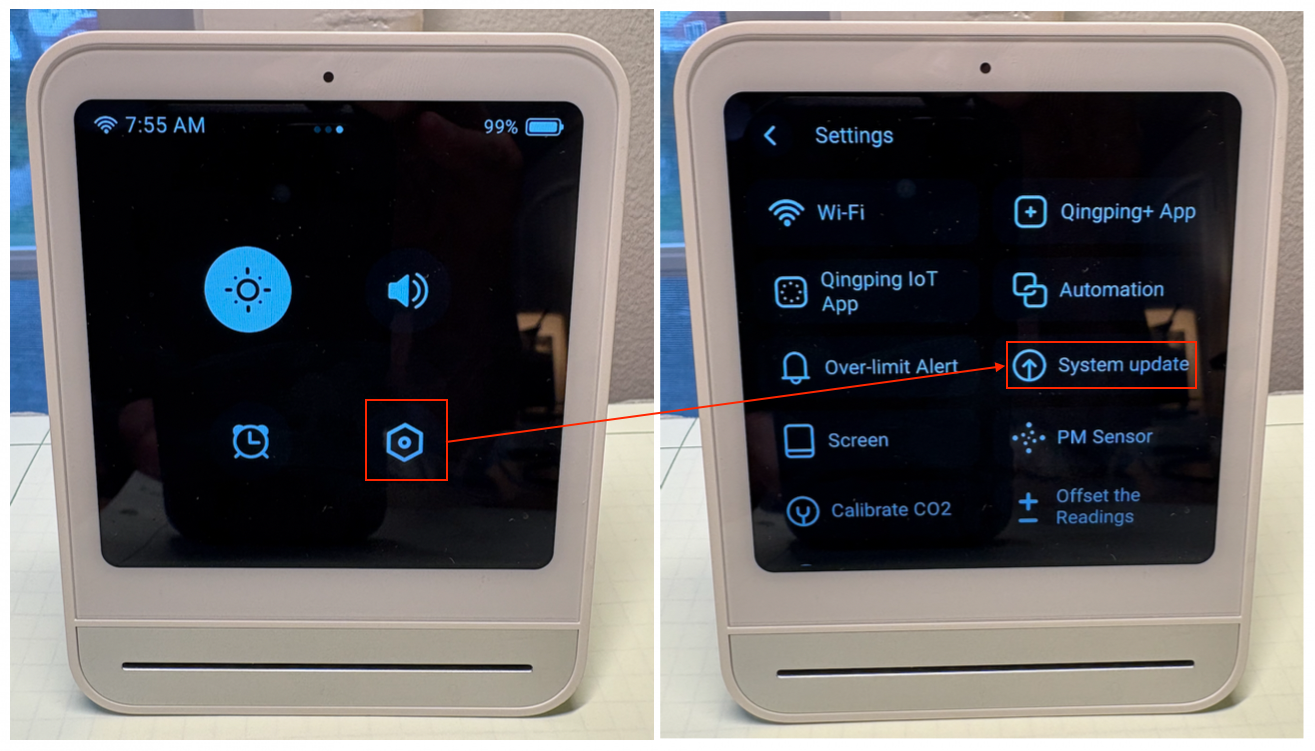 7:55 AM
99%
Settings
Wi-Fi
Qingping+ App
Qingping IoT
App
Automation
Over-limit Alert
System update
Screen
PM Sensor
Calibrate CO2
Offset the
Readings